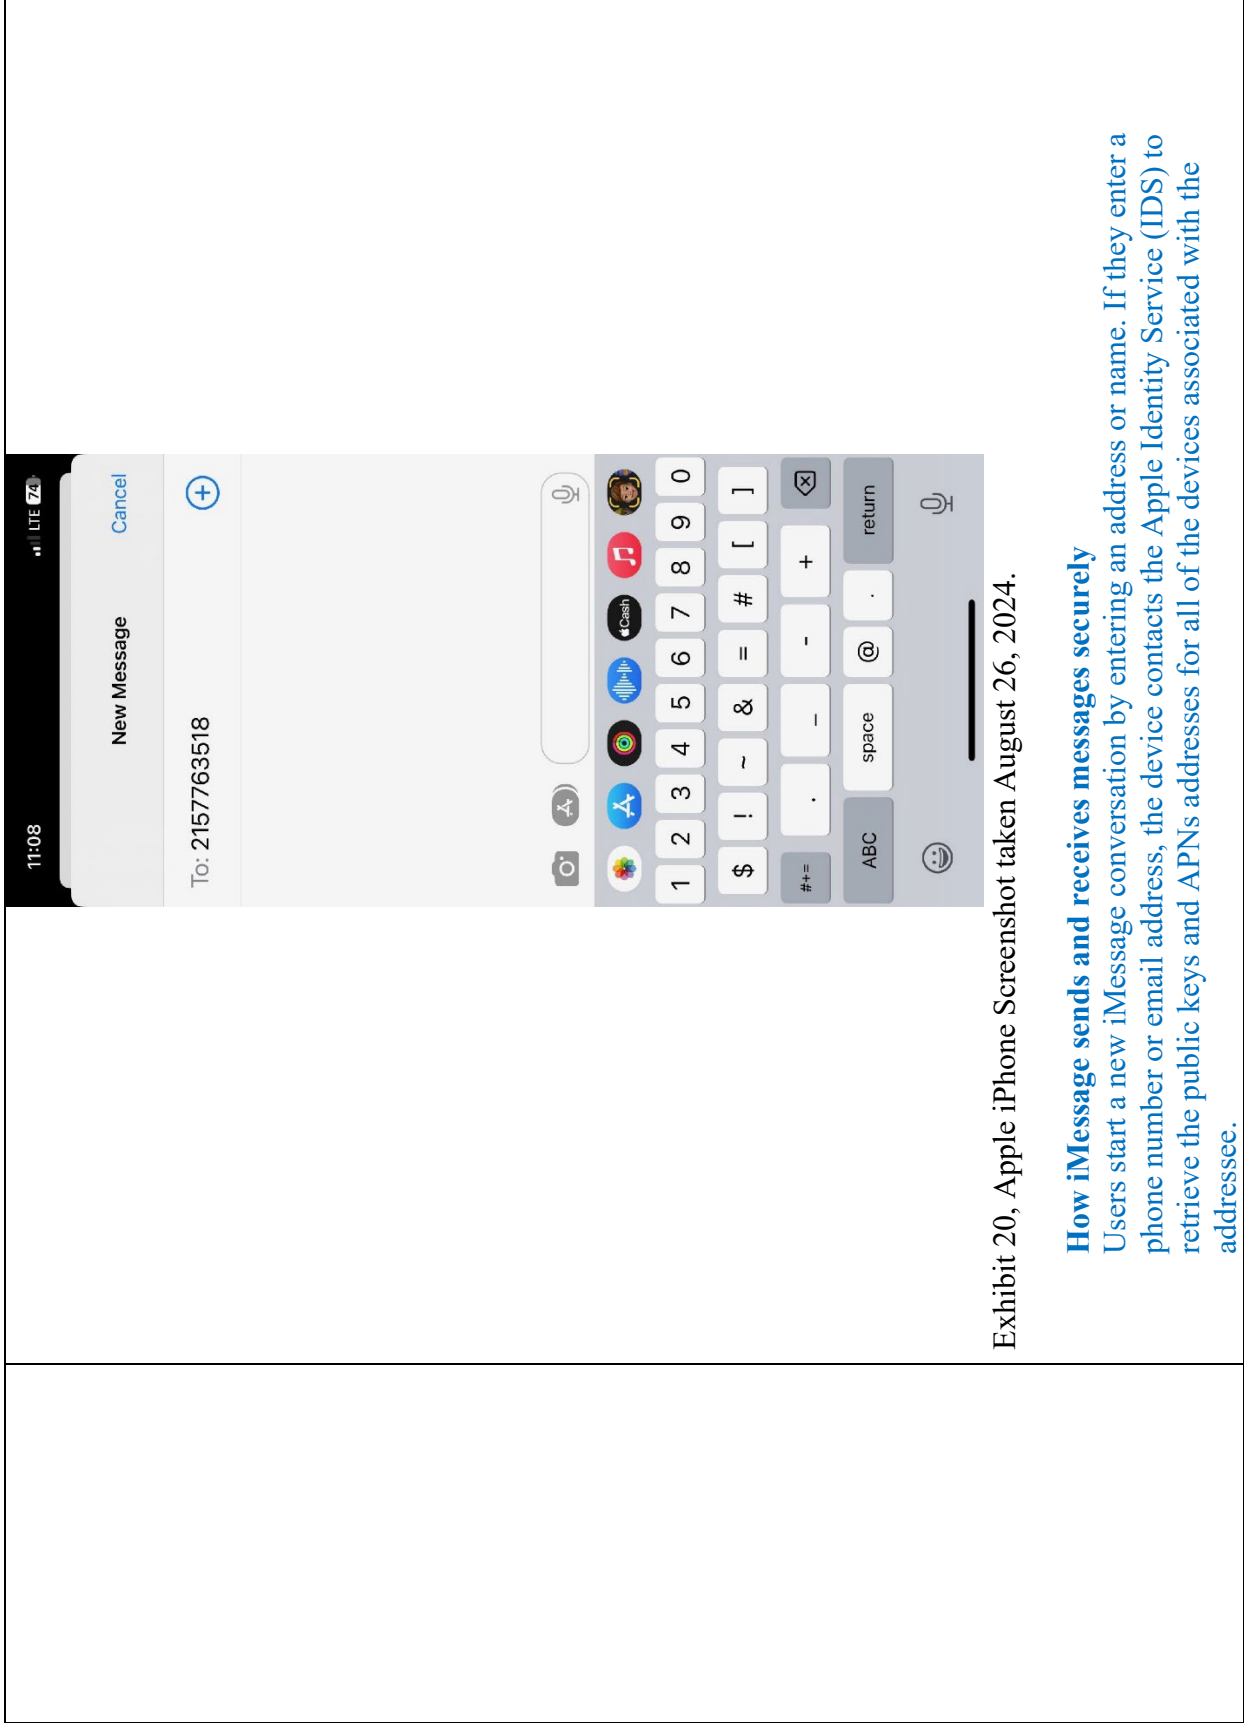 11:08
LTE 74
New Message
Cancel
To: 2157763518
Cash
1 2 3 4 5 6 7 8 9 0
$ ! ~ & = # [ ]
#+= . _ - +
ABC space @ . return
Exhibit 20, Apple iPhone Screenshot taken August 26, 2024.
How iMessage sends and receives messages securely
Users start a new iMessage conversation by entering an address or name. If they enter a
phone number or email address, the device contacts the Apple Identity Service (IDS) to
retrieve the public keys and APNs addresses for all of the devices associated with the
addressee.